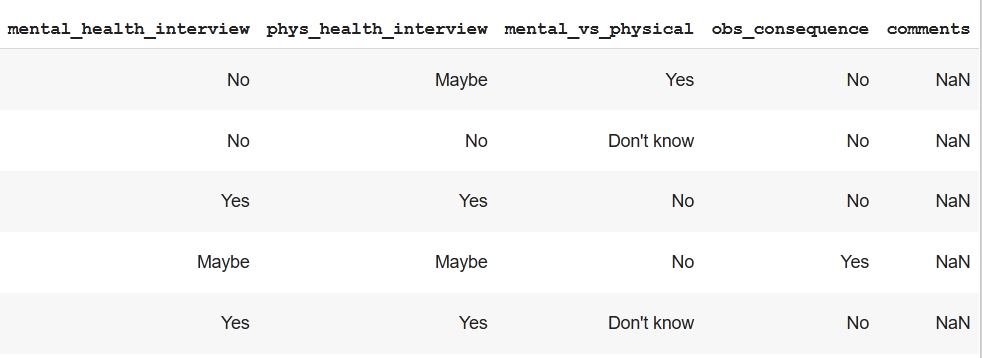 mental_health_interview phys_health_interview mental_vs_physical obs_consequence comments
No Maybe Yes No NaN
No No Don't know No NaN
Yes Yes No No NaN
Maybe Maybe No Yes NaN
Yes Yes Don't know No NaN